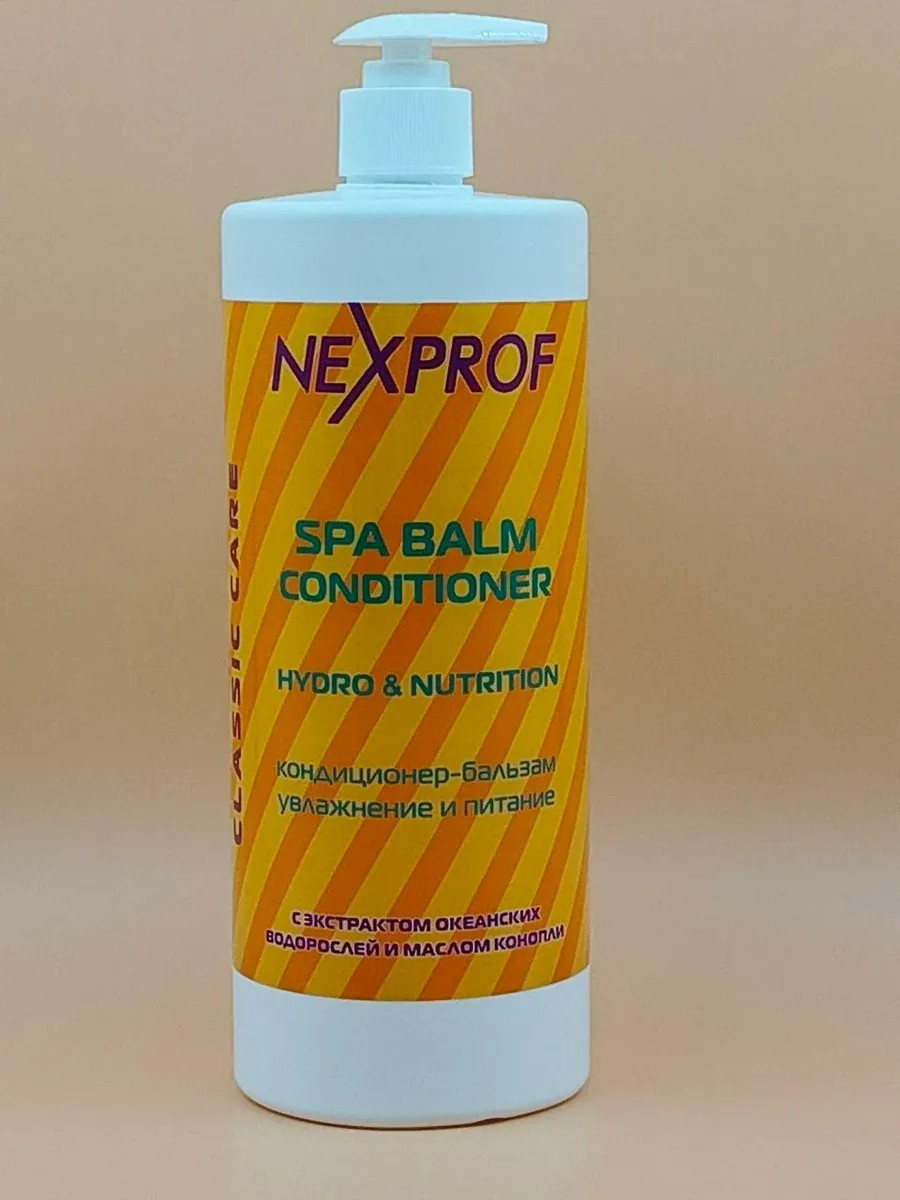 NEXPROF
CLASSIC CARE
SPA BALM
CONDITIONER
HYDRO & NUTRITION
кондиционер-бальзам
увлажнение и питание
С ЭКСТРАКТОМ ОКЕАНСКИХ
ВОДОРОСЛЕЙ И МАСЛОМ КОНОПЛИ